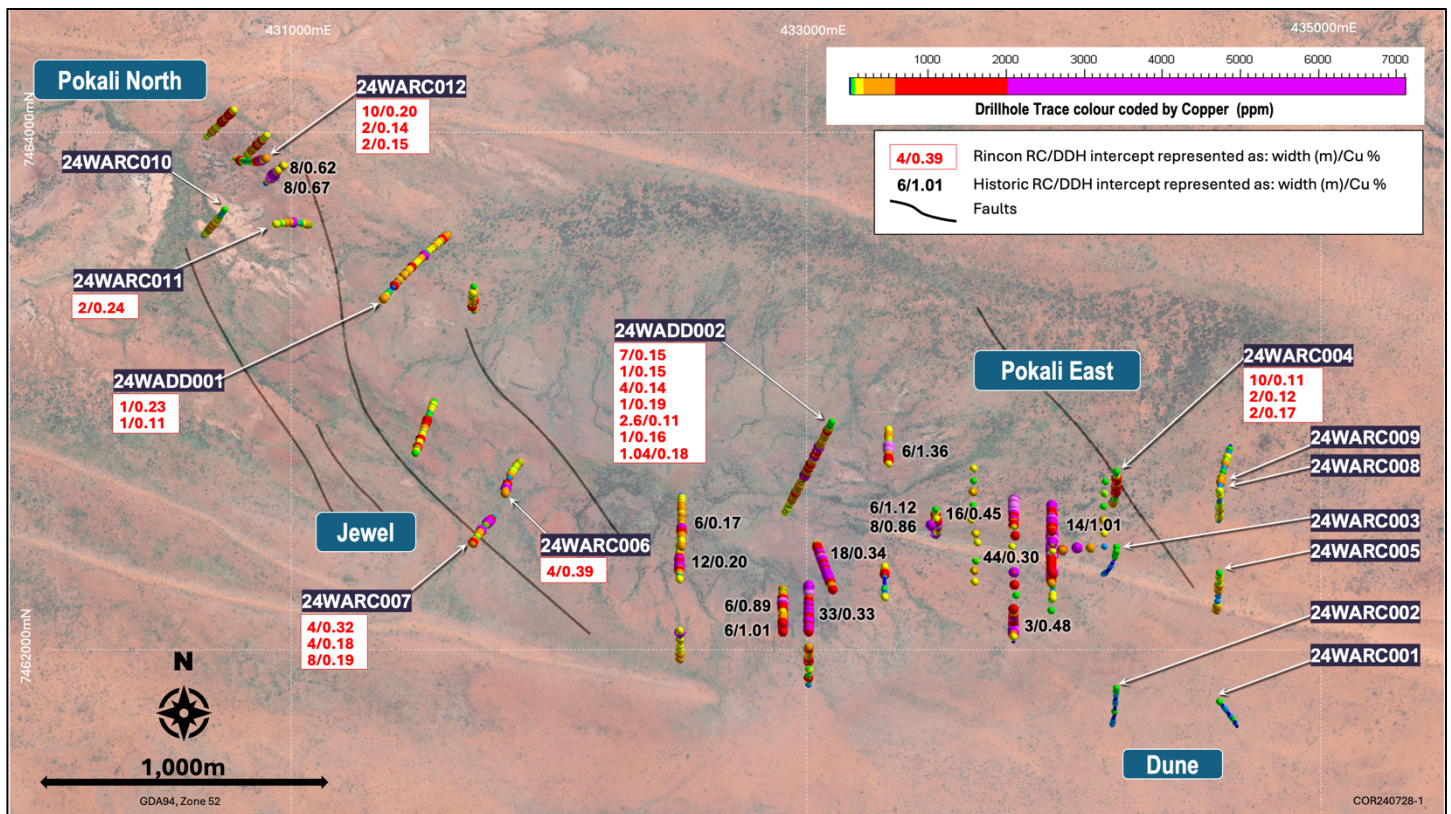 431000mE
433000mE
435000mE
7464000mN
7462000mN
Pokali North
24WARC012
10/0.20
2/0.14
2/0.15
24WARC010
8/0.62
8/0.67
24WARC011
2/0.24
24WADD001
1/0.23
1/0.11
1000 2000 3000 4000 5000 6000 7000
Drillhole Trace colour coded by Copper (ppm)
4/0.39 Rincon RC/DDH intercept represented as: width (m)/Cu %
6/1.01 Historic RC/DDH intercept represented as: width (m)/Cu %
Faults
24WADD002
7/0.15
1/0.15
4/0.14
1/0.19
2.6/0.11
1/0.16
1.04/0.18
Pokali East
24WARC004
10/0.11
2/0.12
2/0.17
24WARC009
24WARC008
24WARC003
24WARC005
24WARC002
24WARC001
6/1.36
6/1.12
8/0.86
16/0.45
14/1.01
44/0.30
18/0.34
6/0.17
12/0.20
6/0.89
6/1.01
33/0.33
3/0.48
Jewel
24WARC006
4/0.39
24WARC007
4/0.32
4/0.18
8/0.19
Dune
N
1,000m
GDA94, Zone 52
COR240728-1